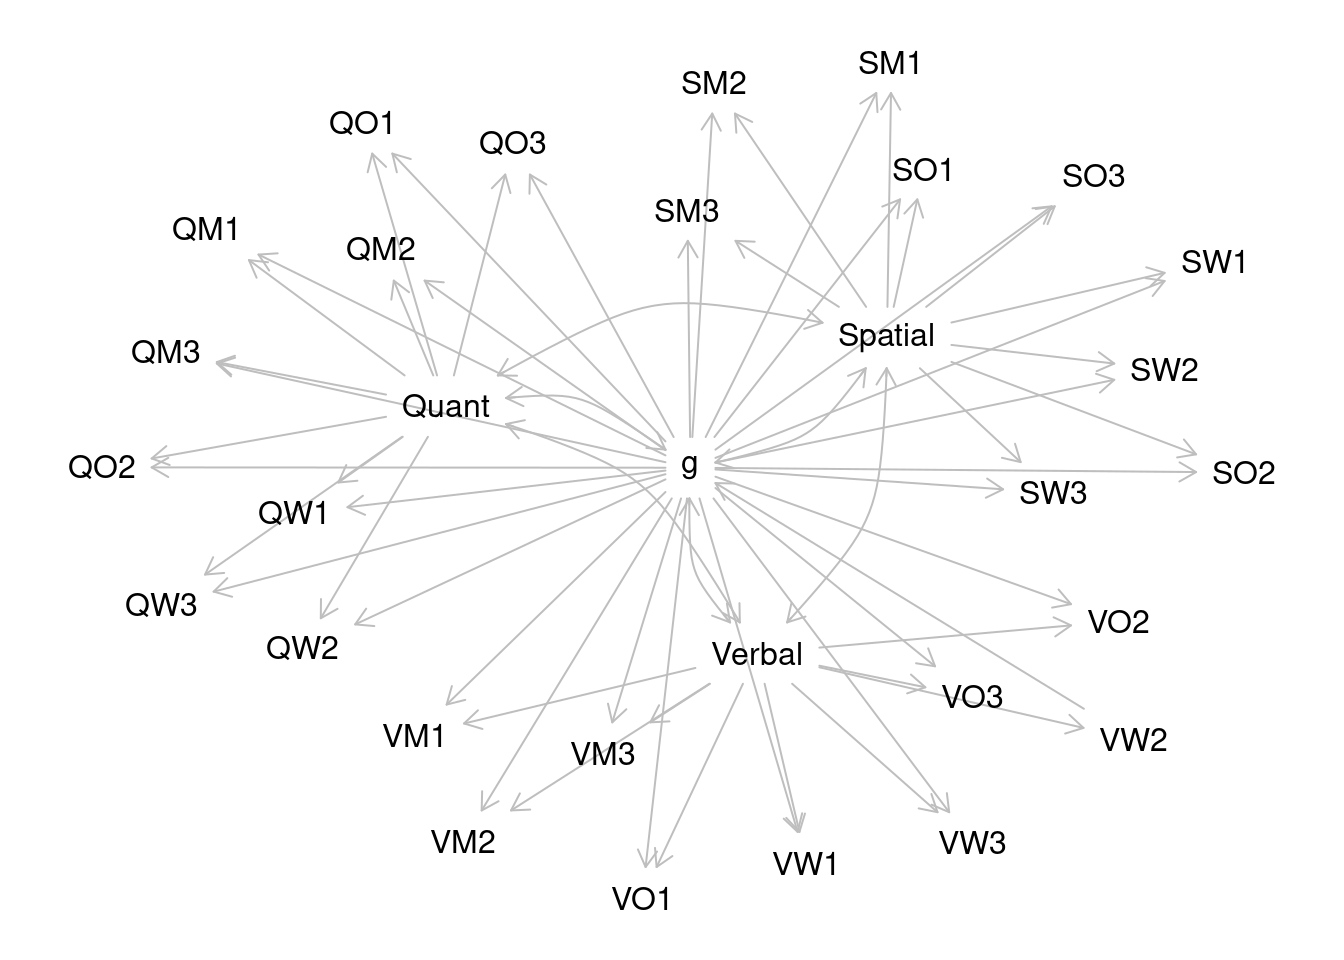 SM1
SM2
QO1
QO3
SO1
SO3
SM3
QM1
QM2
SW1
Spatial
QM3
SW2
Quant
g
QO2
SO2
SW3
QW1
QW3
VO2
QW2
Verbal
VO3
VM1
VW2
VM3
VM2
VW3
VW1
VO1